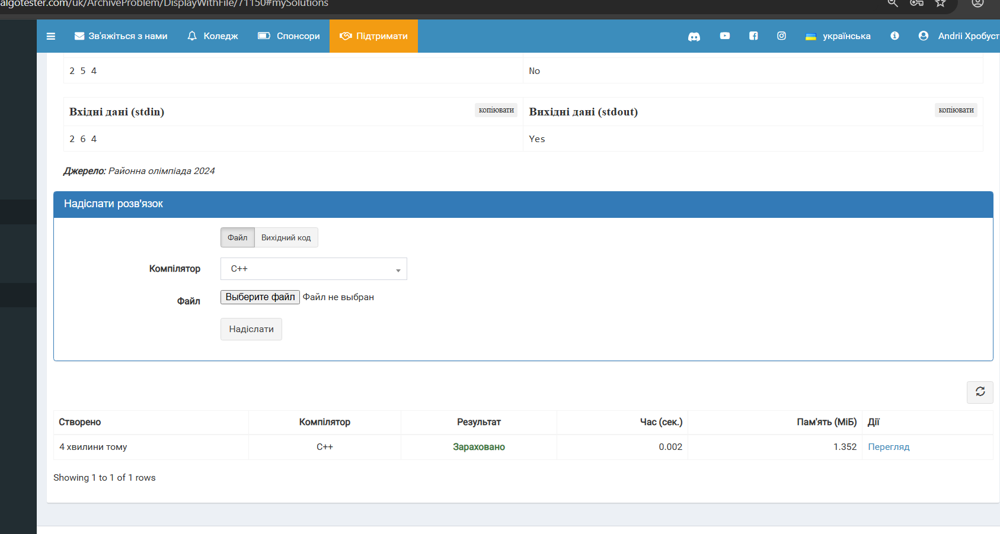 algotester.com/uk/ArchiveProblem/DisplayWithFile/71150#mySolutions
Зв'яжіться з нами Коледж Спонсори Підтримати українська Andrii Хробуст
2 5 4 No
Вхідні дані (stdin) копіювати Вихідні дані (stdout) копіювати
2 6 4 Yes
Джерело: Районна олімпіада 2024
Надіслати розв'язок
Файл Вихідний код
Компілятор C++
Файл Выберите файл Файл не выбран
Надіслати
Створено Компілятор Результат Час (сек.) Пам'ять (МіБ) Дії
4 хвилини тому C++ Зараховано 0.002 1.352 Перегляд
Showing 1 to 1 of 1 rows